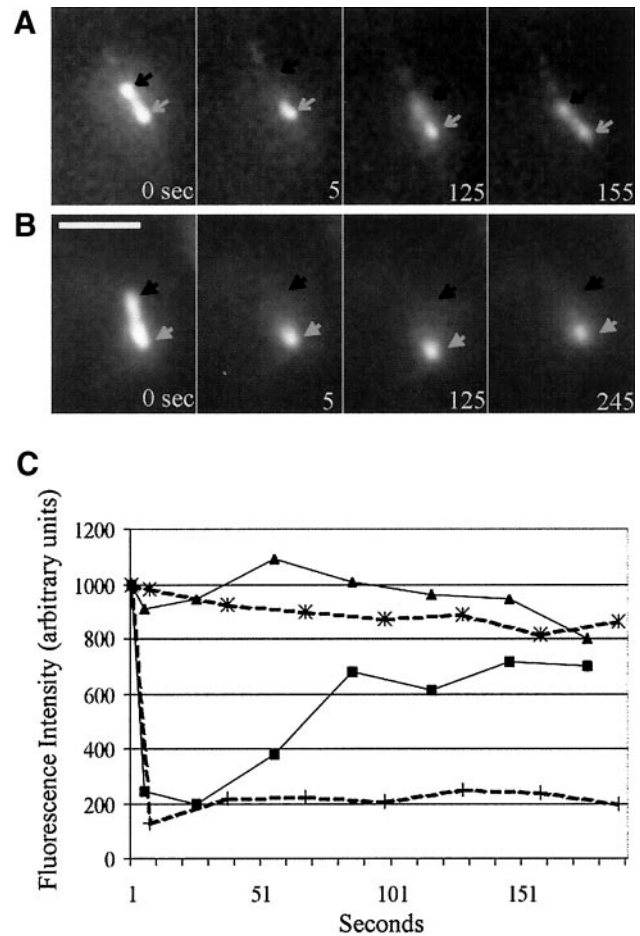 A
0 sec 5 125 155
B
0 sec 5 125 245
C
Fluorescence Intensity (arbitrary units)
1200
1000
800
600
400
200
0
1 51 101 151
Seconds